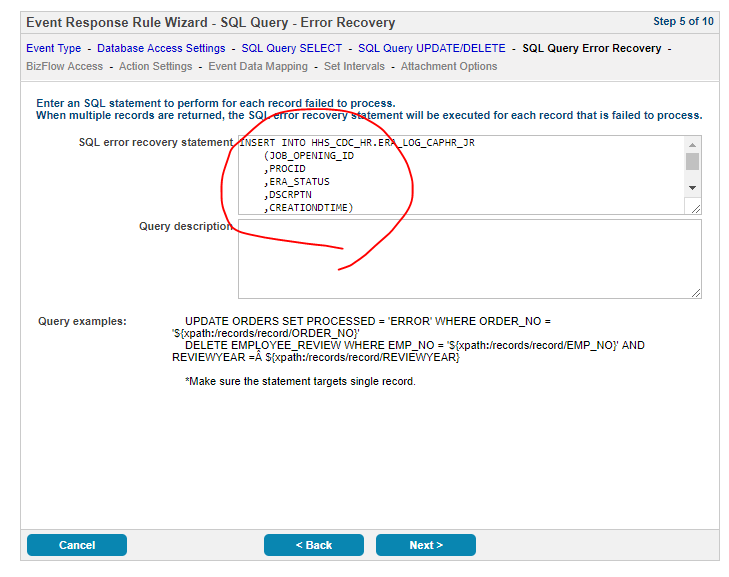 Event Response Rule Wizard - SQL Query - Error Recovery
Step 5 of 10
Event Type - Database Access Settings - SQL Query SELECT - SQL Query UPDATE/DELETE - SQL Query Error Recovery -
BizFlow Access - Action Settings - Event Data Mapping - Set Intervals - Attachment Options
Enter an SQL statement to perform for each record failed to process.
When multiple records are returned, the SQL error recovery statement will be executed for each record that is failed to process.
SQL error recovery statement
INSERT INTO HHS_CDC_HR.ERA_LOG_CAPHR_JR
(JOB_OPENING_ID
,PROCID
,ERA_STATUS
,DSCRPTN
,CREATIONDTIME)
Query description
Query examples:
UPDATE ORDERS SET PROCESSED = 'ERROR' WHERE ORDER_NO =
'${xpath:/records/record/ORDER_NO}'
DELETE EMPLOYEE_REVIEW WHERE EMP_NO = '${xpath:/records/record/EMP_NO}' AND
REVIEWYEAR =Â ${xpath:/records/record/REVIEWYEAR}
*Make sure the statement targets single record.
Cancel
< Back
Next >